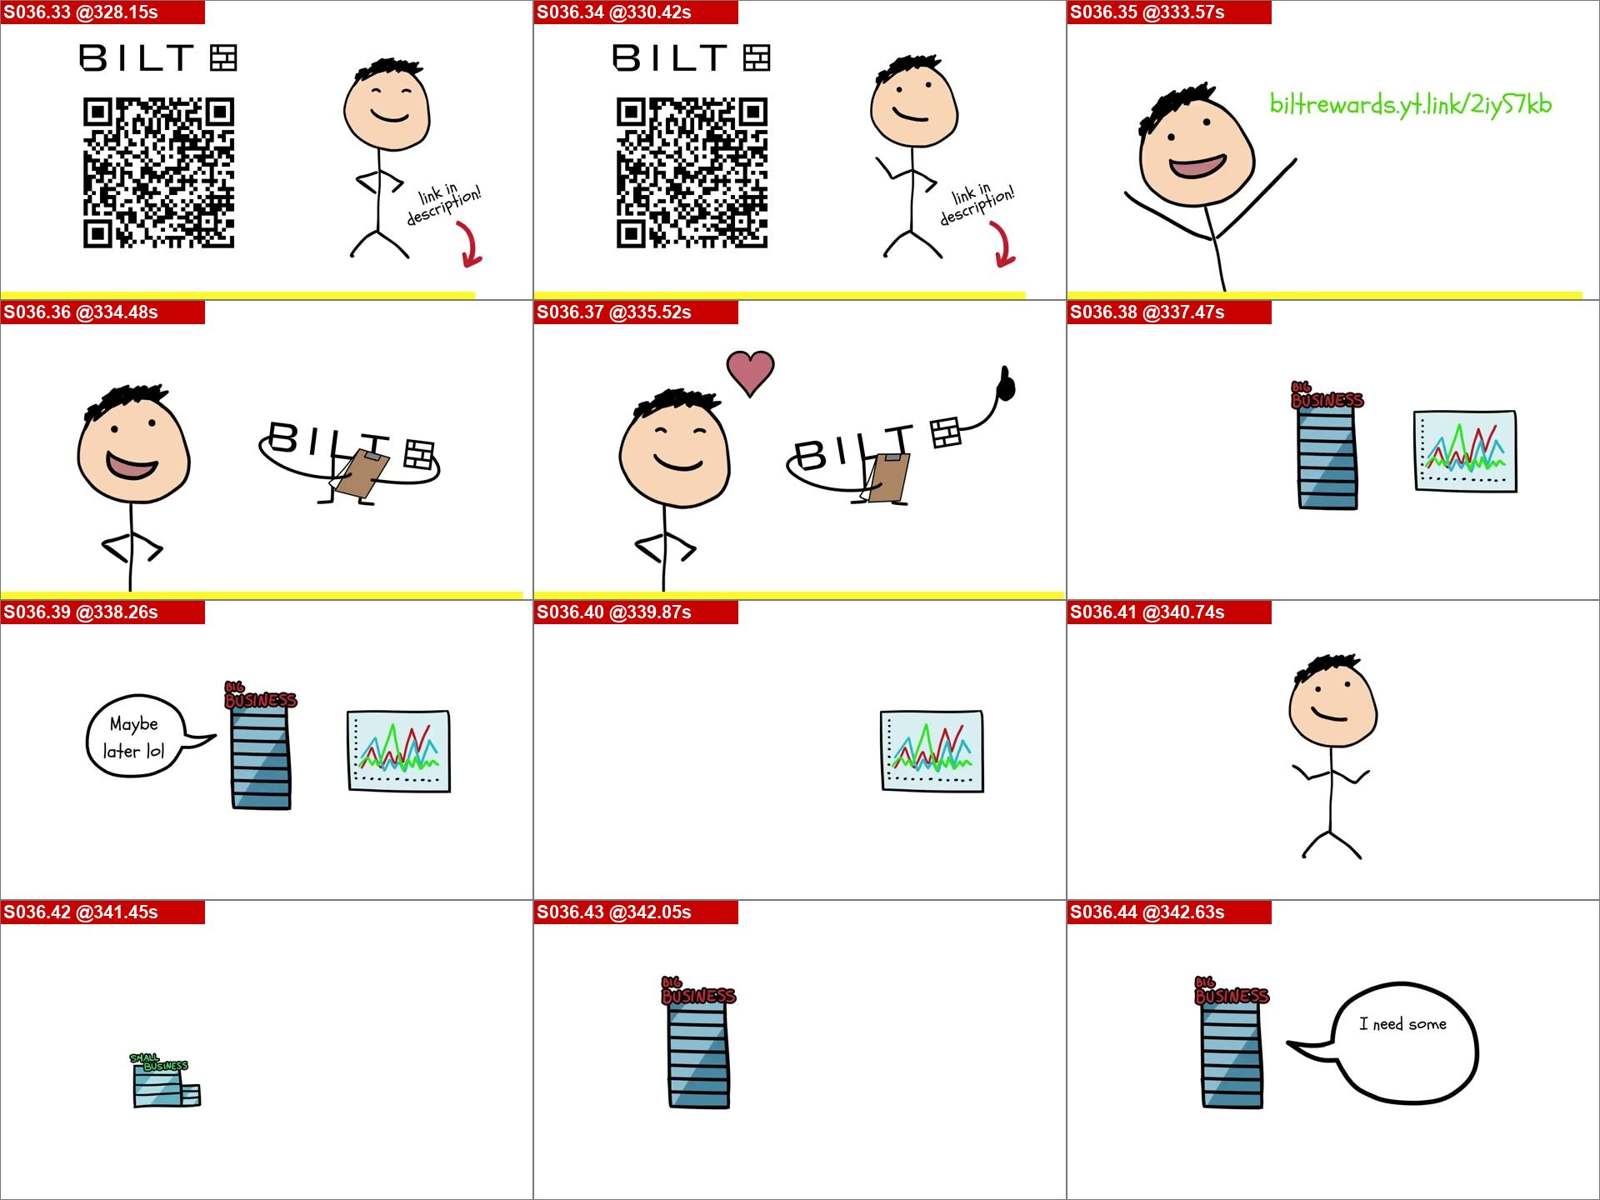 S036.33 @328.15s
BILT
link in
description!
S036.34 @330.42s
BILT
link in
description!
S036.35 @333.57s
biltrewards.yt.link/2iyS7kb
S036.36 @334.48s
BILT
S036.37 @335.52s
BILT
S036.38 @337.47s
BIG
BUSINESS
S036.39 @338.26s
Maybe
later lol
BIG
BUSINESS
S036.40 @339.87s
S036.41 @340.74s
S036.42 @341.45s
SMALL
BUSINESS
S036.43 @342.05s
BIG
BUSINESS
S036.44 @342.63s
BIG
BUSINESS
I need some